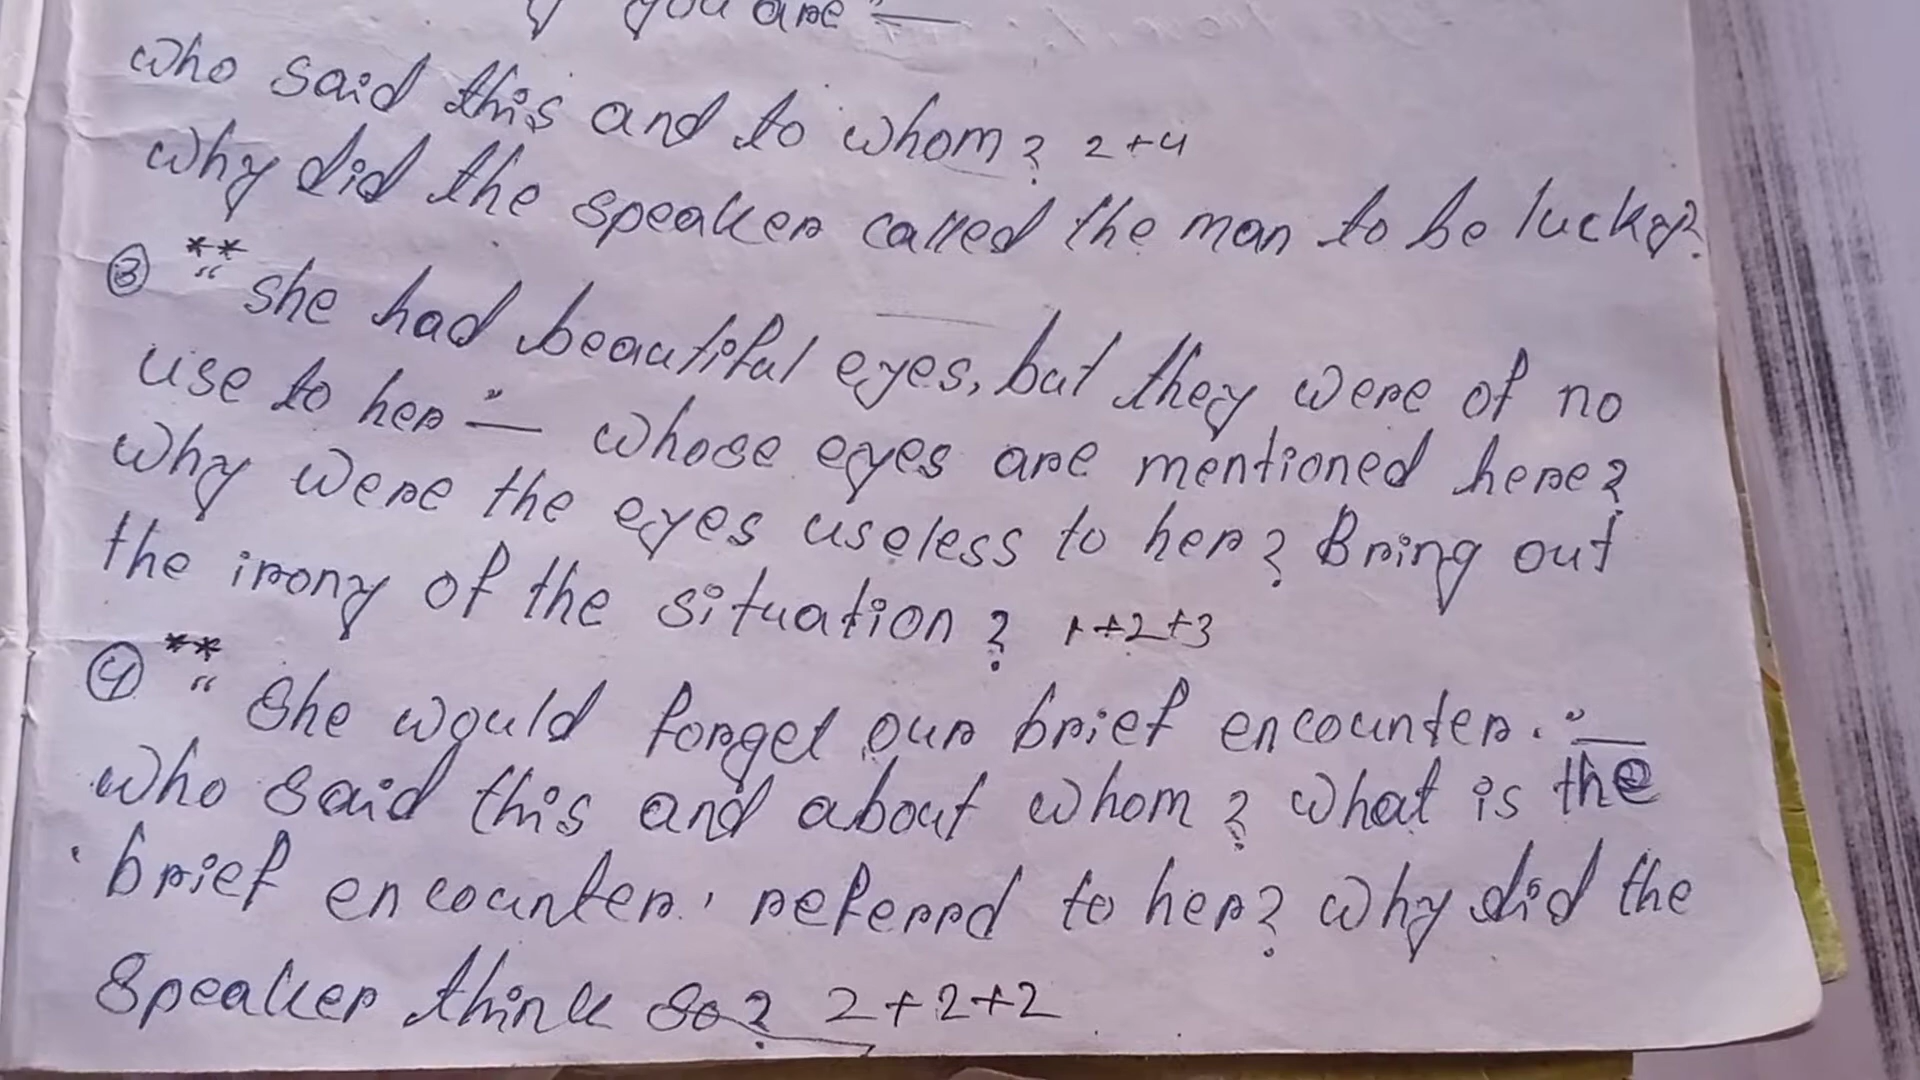 you are" —
who said this and to whom? 2+4
why did the speaker called the man to be lucky?
③ ** "she had beautiful eyes, but they were of no
use to her" — whose eyes are mentioned here?
why were the eyes useless to her? Bring out
the irony of the situation? 1+2+3
④ ** "She would forget our brief encounter." —
who said this and about whom? what is the
'brief encounter' referrd to her? why did the
speaker think so? 2+2+2